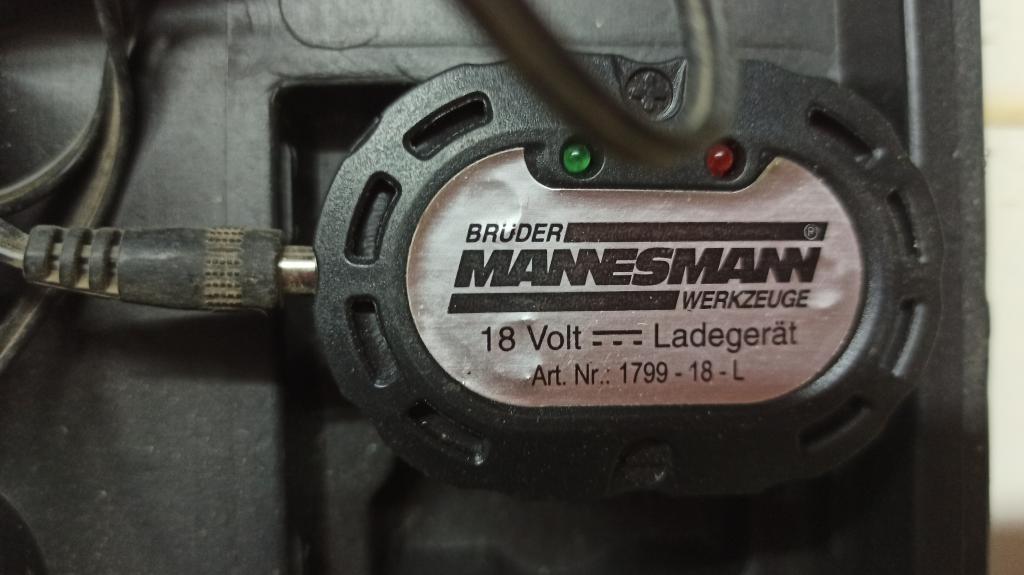 BRÜDER ®
MANNESMANN
WERKZEUGE
18 Volt ⎓ Ladegerät
Art. Nr.: 1799 - 18 - L